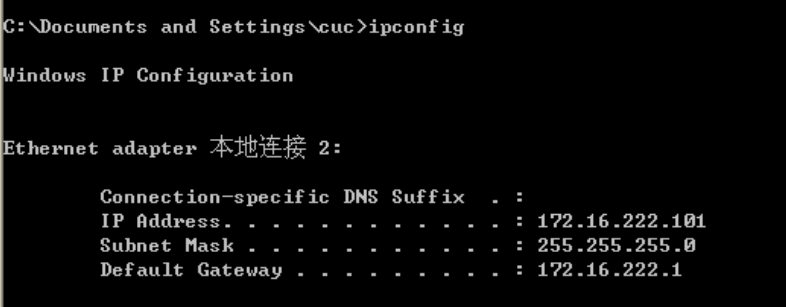 C:\Documents and Settings\cuc>ipconfig
Windows IP Configuration
Ethernet adapter 本地连接 2:
Connection-specific DNS Suffix  . :
IP Address. . . . . . . . . . . . : 172.16.222.101
Subnet Mask . . . . . . . . . . . : 255.255.255.0
Default Gateway . . . . . . . . . : 172.16.222.1